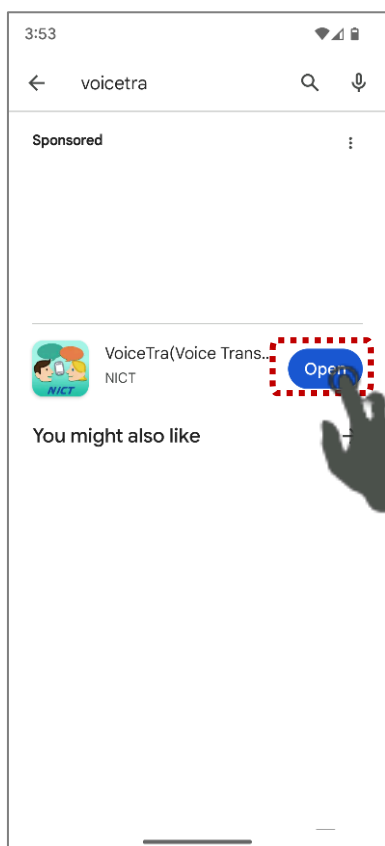 3:53
voicetra
Sponsored
VoiceTra(Voice Trans..
NICT
Open
NICT
You might also like